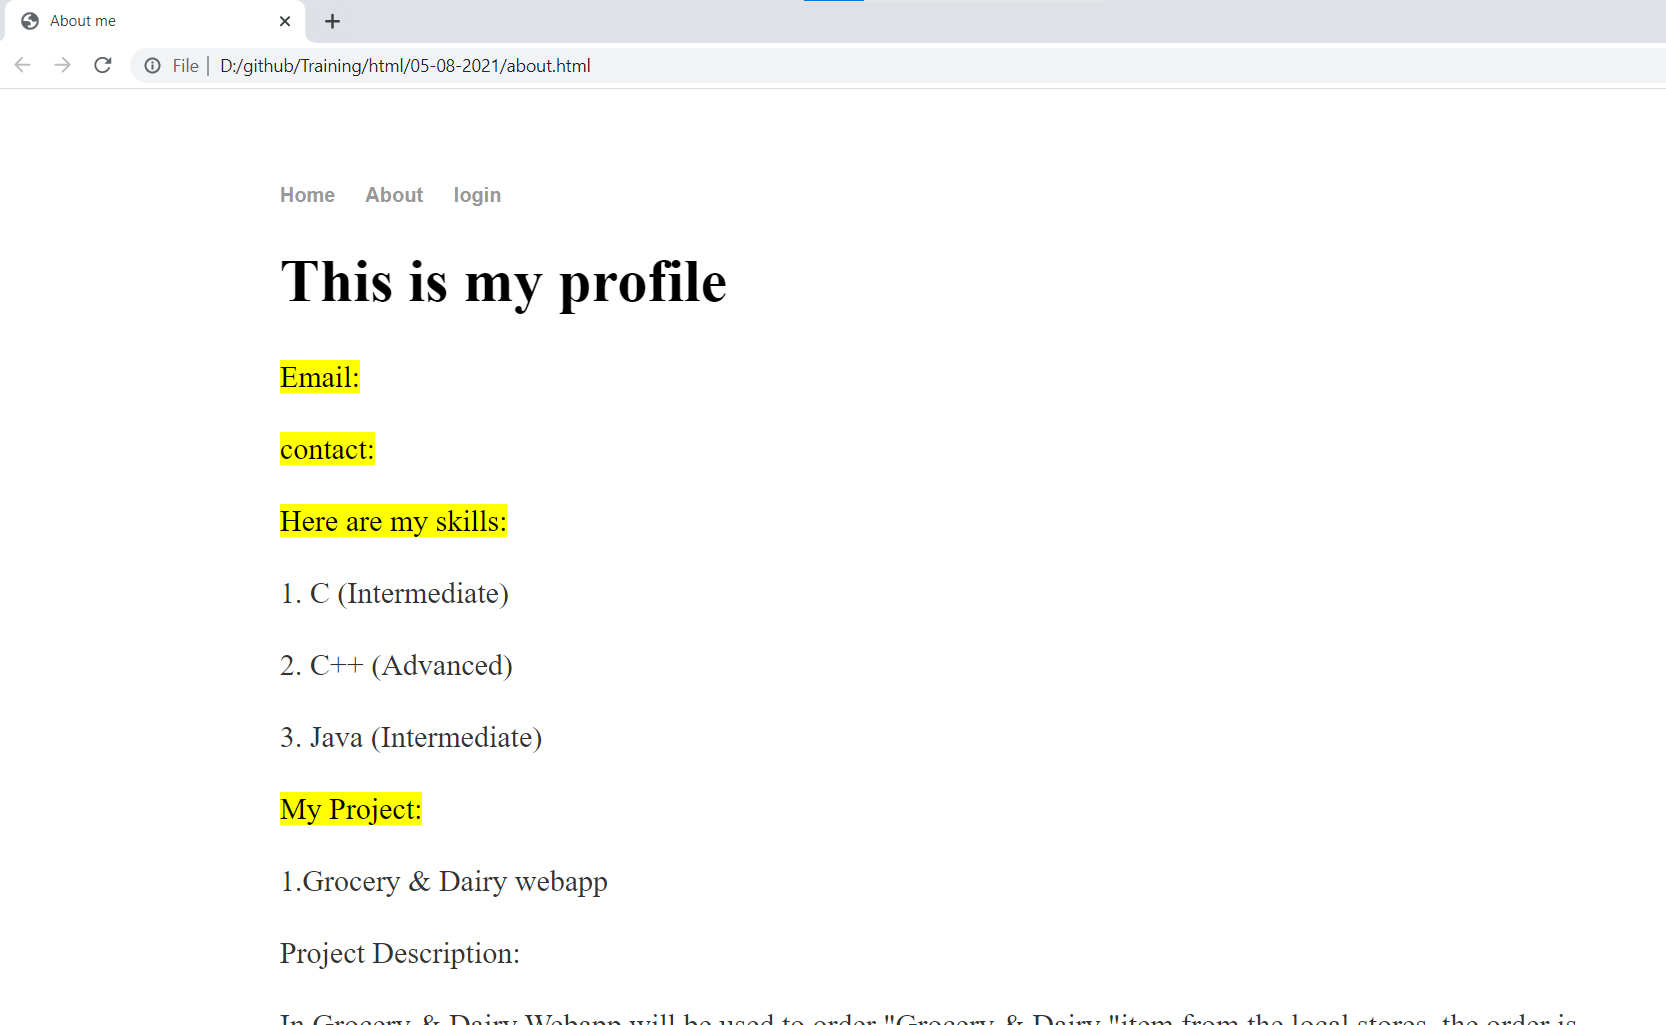 About me
File | D:/github/Training/html/05-08-2021/about.html
Home About login
This is my profile
Email:
contact:
Here are my skills:
1. C (Intermediate)
2. C++ (Advanced)
3. Java (Intermediate)
My Project:
1.Grocery & Dairy webapp
Project Description:
In Grocery & Dairy Webapp will be used to order "Grocery & Dairy "item from the local stores, the order is